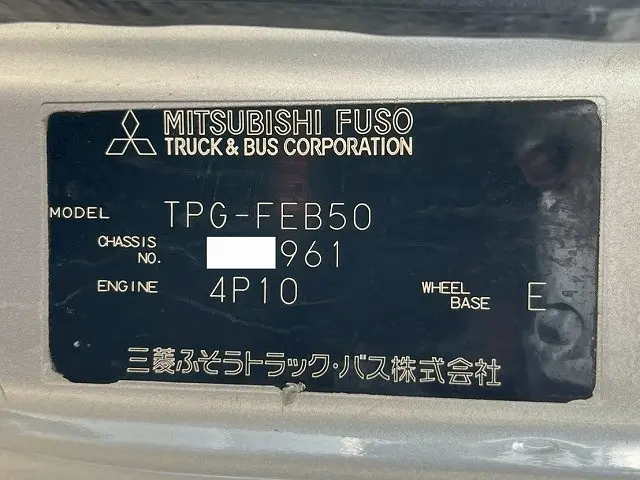 MITSUBISHI FUSO
TRUCK & BUS CORPORATION
MODEL TPG-FEB50
CHASSIS NO. 961
ENGINE 4P10 WHEEL BASE E
三菱ふそうトラック・バス株式会社